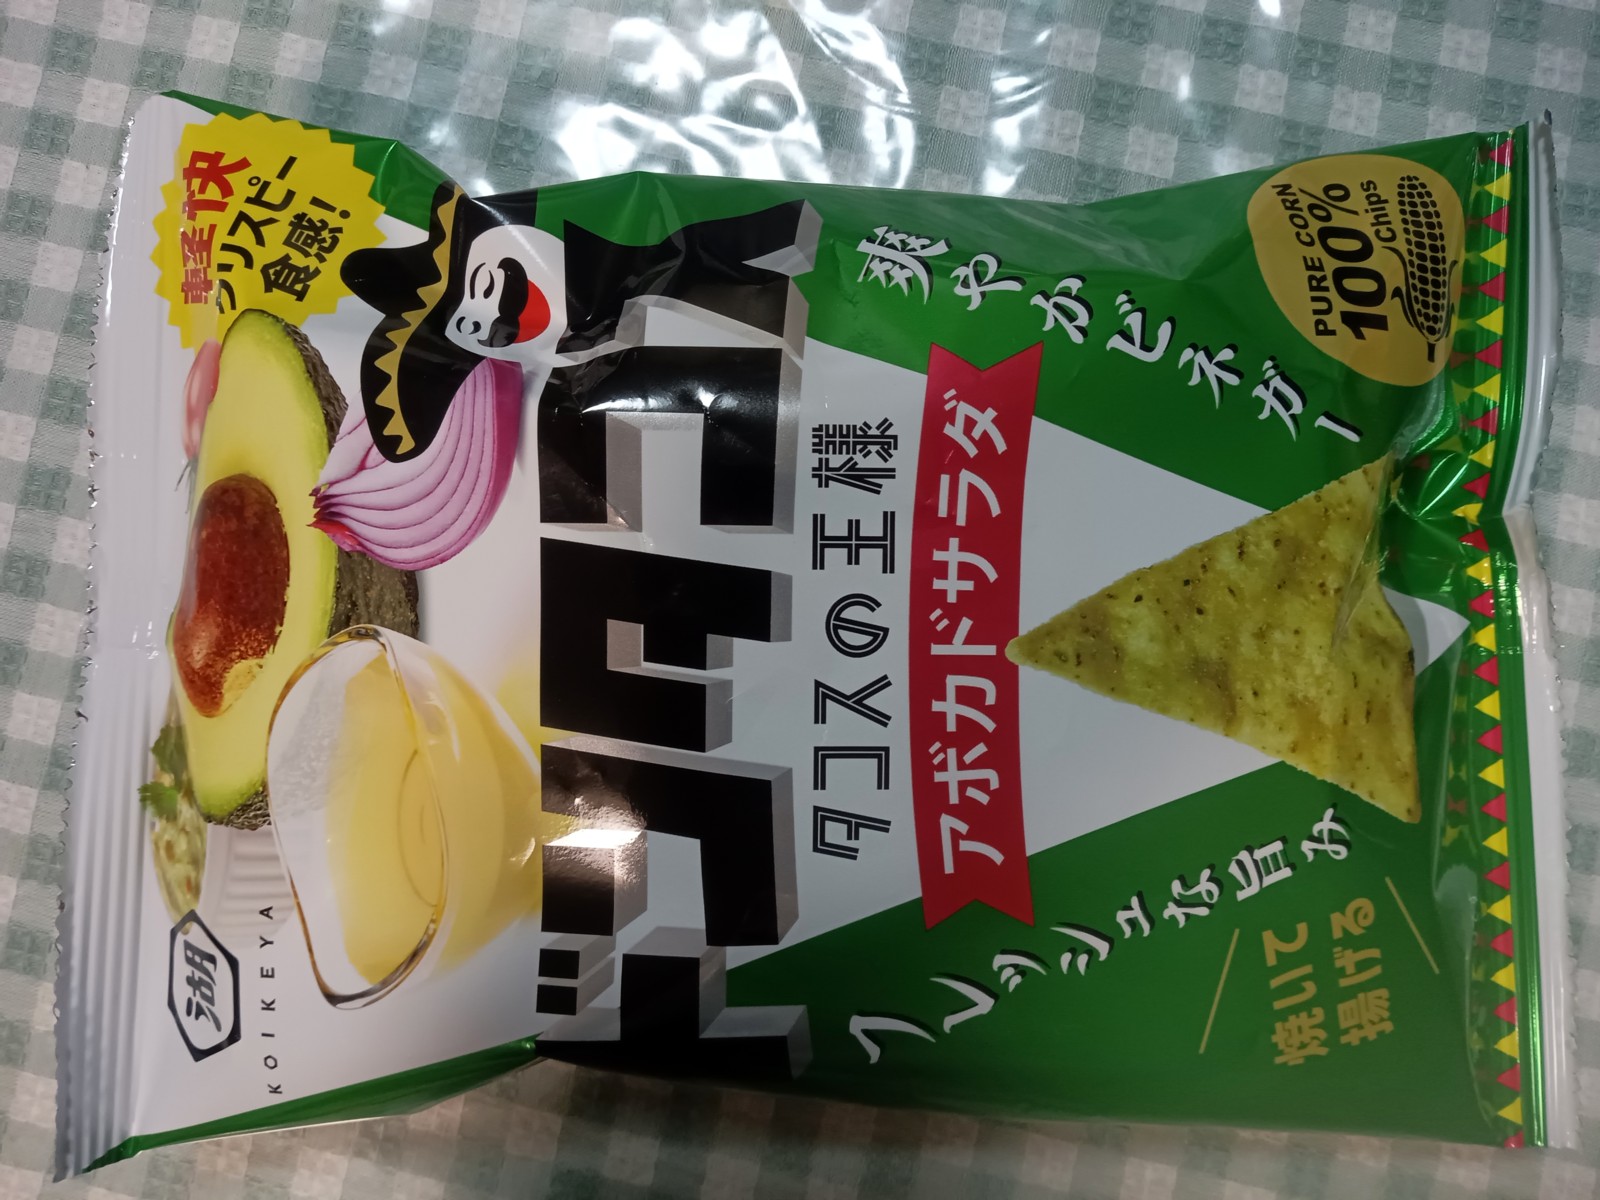 湖
KOIKEYA
軽快
クリスピー
食感!
ドンタコス
タコスの王様
アボカドサラダ
フレッシュな旨み
爽やかビネガー
焼いて
揚げる
PURE CORN
100%
Chips